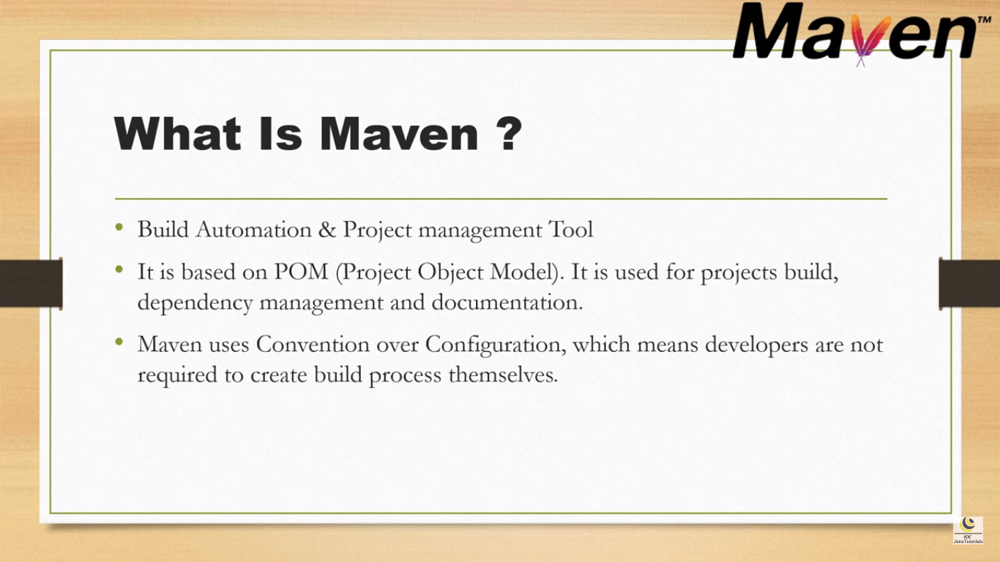 Maven™
What Is Maven ?
• Build Automation & Project management Tool
• It is based on POM (Project Object Model). It is used for projects build,
dependency management and documentation.
• Maven uses Convention over Configuration, which means developers are not
required to create build process themselves.
KK
JavaTutorials